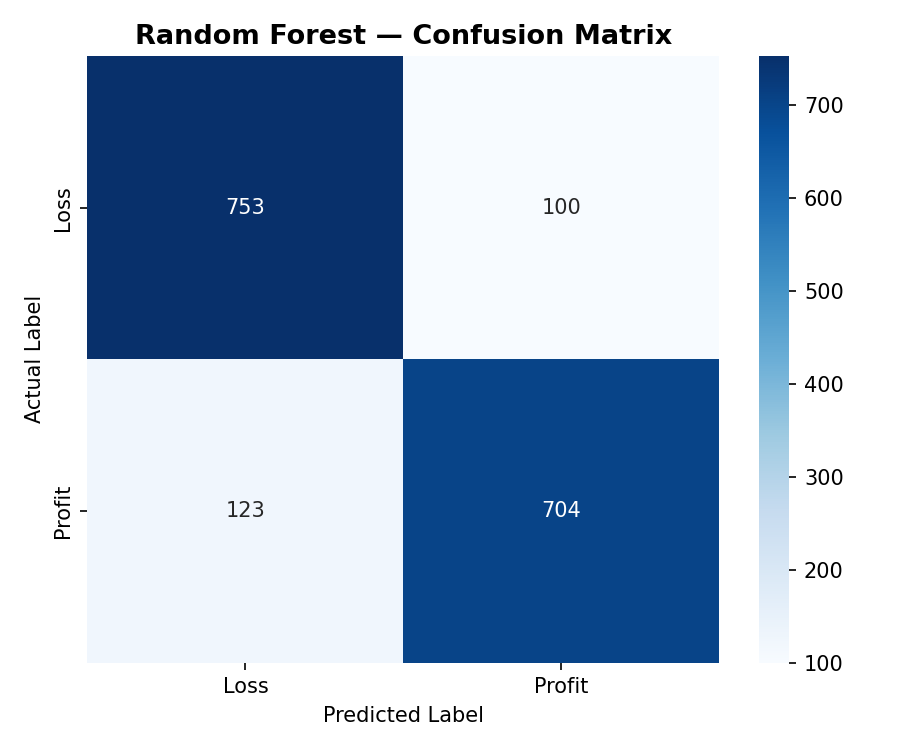 Random Forest — Confusion Matrix
Actual Label
Loss
753
100
Profit
123
704
Loss
Profit
Predicted Label
700
600
500
400
300
200
100